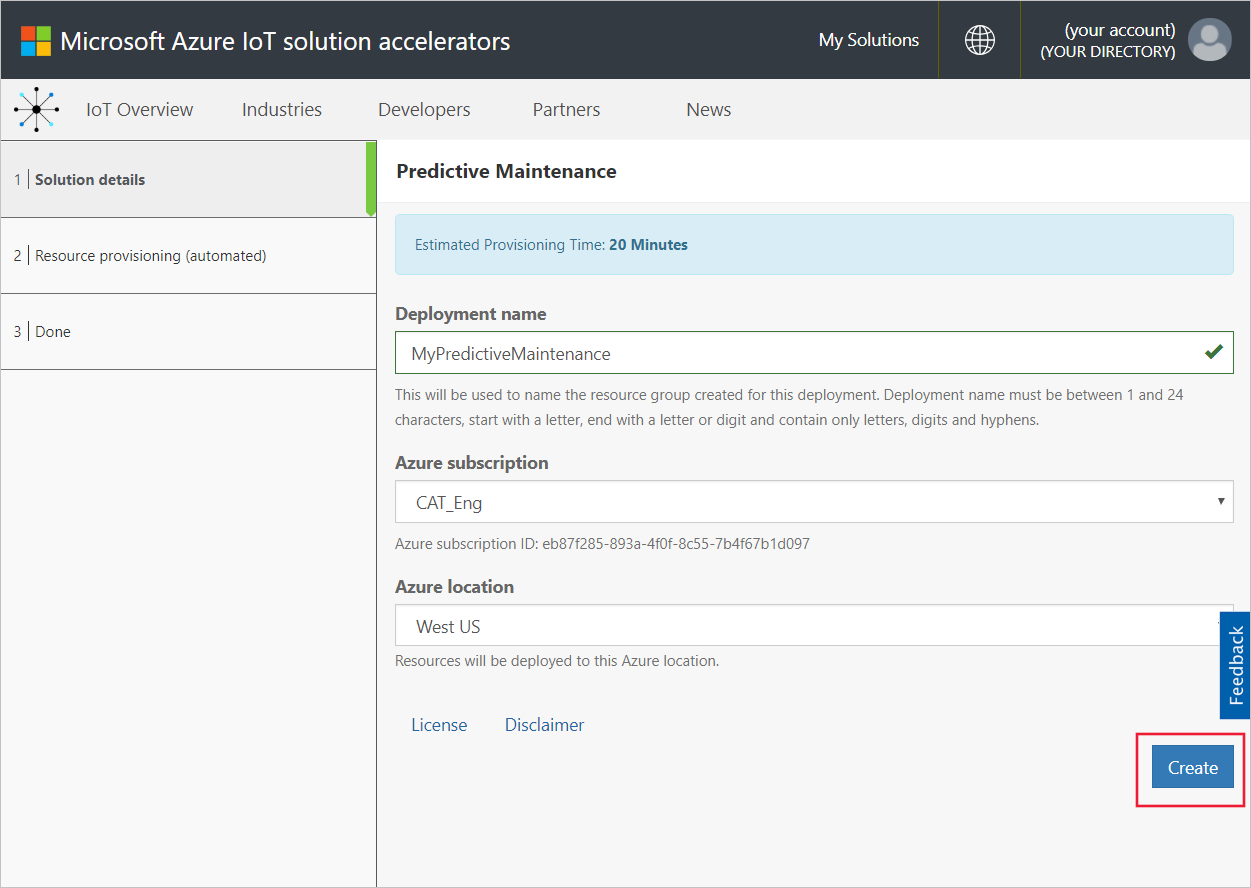 Microsoft Azure IoT solution accelerators
My Solutions
(your account)
(YOUR DIRECTORY)
IoT Overview
Industries
Developers
Partners
News
1 Solution details
2 Resource provisioning (automated)
3 Done
Predictive Maintenance
Estimated Provisioning Time: 20 Minutes
Deployment name
MyPredictiveMaintenance
This will be used to name the resource group created for this deployment. Deployment name must be between 1 and 24
characters, start with a letter, end with a letter or digit and contain only letters, digits and hyphens.
Azure subscription
CAT_Eng
Azure subscription ID: eb87f285-893a-4f0f-8c55-7b4f67b1d097
Azure location
West US
Resources will be deployed to this Azure location.
Feedback
License
Disclaimer
Create